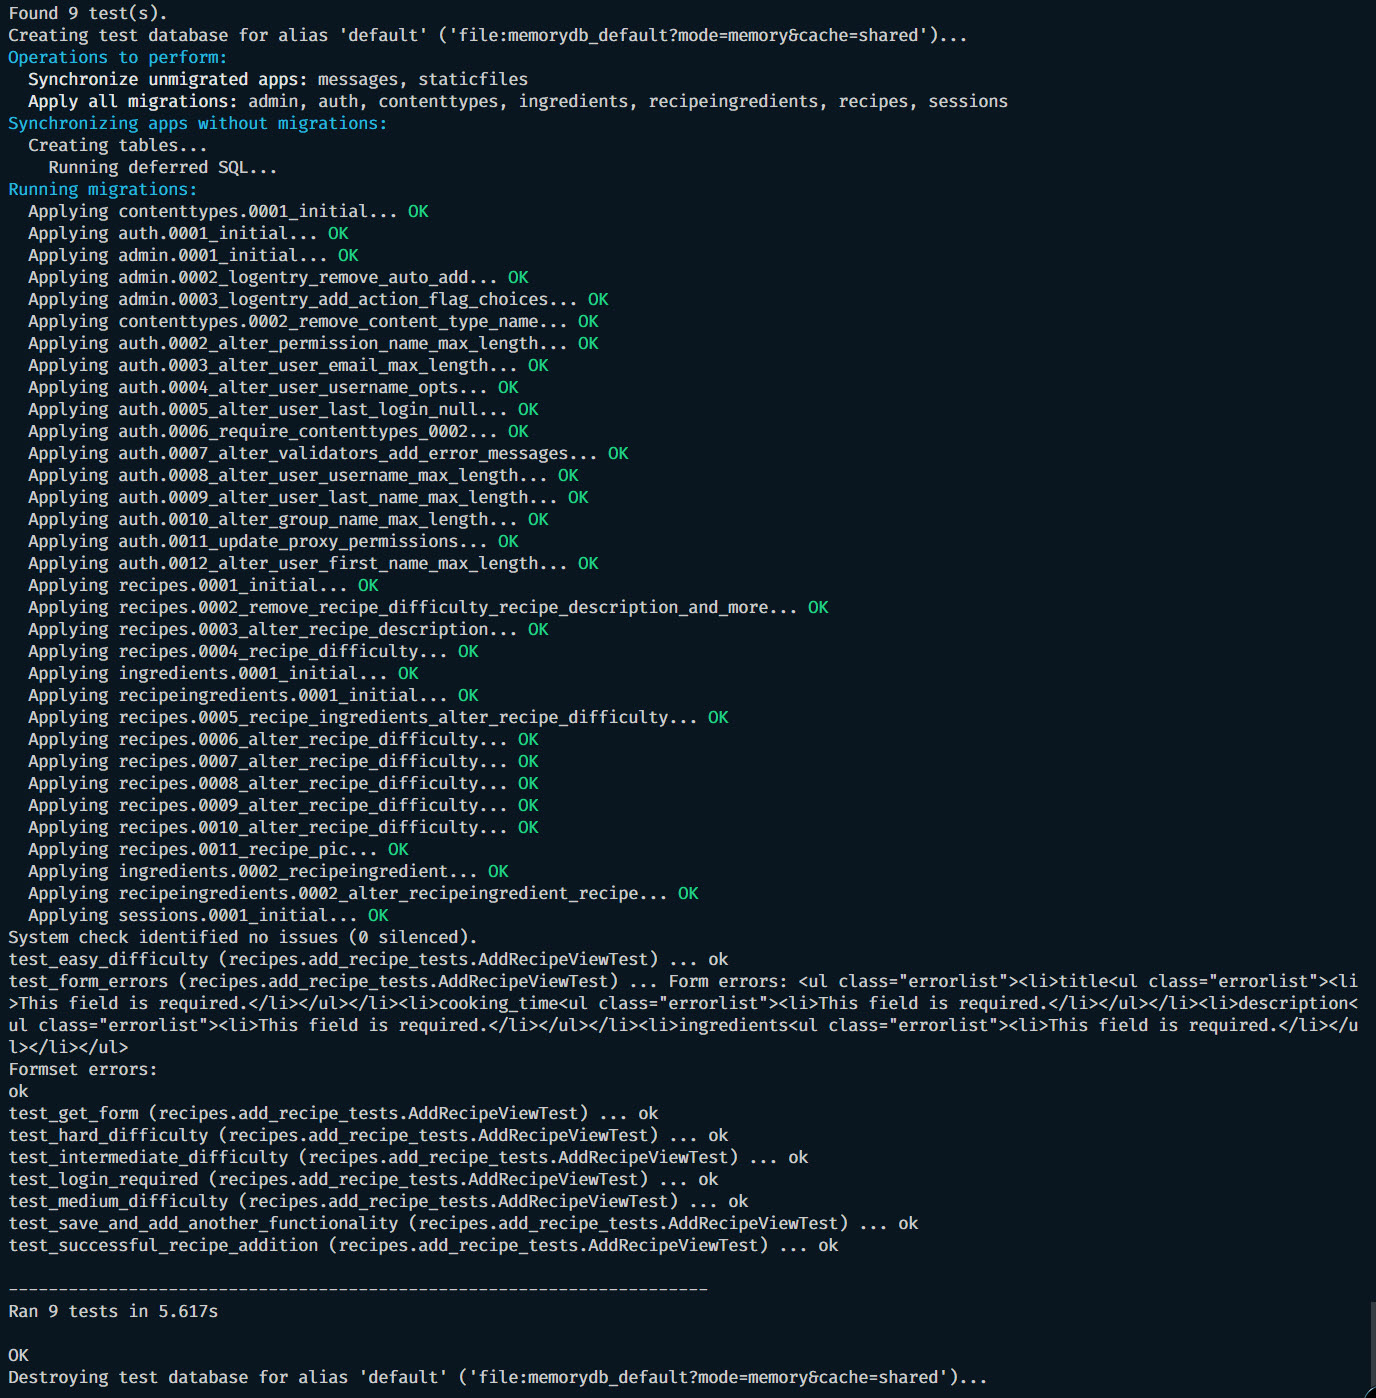 Found 9 test(s).
Creating test database for alias 'default' ('file:memorydb_default?mode=memory&cache=shared')...
Operations to perform:
  Synchronize unmigrated apps: messages, staticfiles
  Apply all migrations: admin, auth, contenttypes, ingredients, recipeingredients, recipes, sessions
Synchronizing apps without migrations:
  Creating tables...
    Running deferred SQL...
Running migrations:
  Applying contenttypes.0001_initial... OK
  Applying auth.0001_initial... OK
  Applying admin.0001_initial... OK
  Applying admin.0002_logentry_remove_auto_add... OK
  Applying admin.0003_logentry_add_action_flag_choices... OK
  Applying contenttypes.0002_remove_content_type_name... OK
  Applying auth.0002_alter_permission_name_max_length... OK
  Applying auth.0003_alter_user_email_max_length... OK
  Applying auth.0004_alter_user_username_opts... OK
  Applying auth.0005_alter_user_last_login_null... OK
  Applying auth.0006_require_contenttypes_0002... OK
  Applying auth.0007_alter_validators_add_error_messages... OK
  Applying auth.0008_alter_user_username_max_length... OK
  Applying auth.0009_alter_user_last_name_max_length... OK
  Applying auth.0010_alter_group_name_max_length... OK
  Applying auth.0011_update_proxy_permissions... OK
  Applying auth.0012_alter_user_first_name_max_length... OK
  Applying recipes.0001_initial... OK
  Applying recipes.0002_remove_recipe_difficulty_recipe_description_and_more... OK
  Applying recipes.0003_alter_recipe_description... OK
  Applying recipes.0004_recipe_difficulty... OK
  Applying ingredients.0001_initial... OK
  Applying recipeingredients.0001_initial... OK
  Applying recipes.0005_recipe_ingredients_alter_recipe_difficulty... OK
  Applying recipes.0006_alter_recipe_difficulty... OK
  Applying recipes.0007_alter_recipe_difficulty... OK
  Applying recipes.0008_alter_recipe_difficulty... OK
  Applying recipes.0009_alter_recipe_difficulty... OK
  Applying recipes.0010_alter_recipe_difficulty... OK
  Applying recipes.0011_recipe_pic... OK
  Applying ingredients.0002_recipeingredient... OK
  Applying recipeingredients.0002_alter_recipeingredient_recipe... OK
  Applying sessions.0001_initial... OK
System check identified no issues (0 silenced).
test_easy_difficulty (recipes.add_recipe_tests.AddRecipeViewTest) ... ok
test_form_errors (recipes.add_recipe_tests.AddRecipeViewTest) ... Form errors: <ul class="errorlist"><li>title<ul class="errorlist"><li
>This field is required.</li></ul></li><li>cooking_time<ul class="errorlist"><li>This field is required.</li></ul></li><li>description<
ul class="errorlist"><li>This field is required.</li></ul></li><li>ingredients<ul class="errorlist"><li>This field is required.</li></u
l></li></ul>
Formset errors:
ok
test_get_form (recipes.add_recipe_tests.AddRecipeViewTest) ... ok
test_hard_difficulty (recipes.add_recipe_tests.AddRecipeViewTest) ... ok
test_intermediate_difficulty (recipes.add_recipe_tests.AddRecipeViewTest) ... ok
test_login_required (recipes.add_recipe_tests.AddRecipeViewTest) ... ok
test_medium_difficulty (recipes.add_recipe_tests.AddRecipeViewTest) ... ok
test_save_and_add_another_functionality (recipes.add_recipe_tests.AddRecipeViewTest) ... ok
test_successful_recipe_addition (recipes.add_recipe_tests.AddRecipeViewTest) ... ok
----------------------------------------------------------------------
Ran 9 tests in 5.617s
OK
Destroying test database for alias 'default' ('file:memorydb_default?mode=memory&cache=shared')...